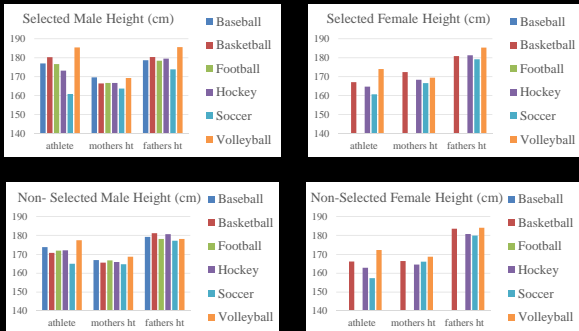 Selected Male Height (cm)
190
180
170
160
150
140
athlete mothers ht fathers ht
Baseball
Basketball
Football
Hockey
Soccer
Volleyball
Selected Female Height (cm)
190
180
170
160
150
140
athlete mothers ht fathers ht
Baseball
Basketball
Football
Hockey
Soccer
Volleyball
Non- Selected Male Height (cm)
190
180
170
160
150
140
athlete mothers ht fathers ht
Baseball
Basketball
Football
Hockey
Soccer
Volleyball
Non-Selected Female Height (cm)
190
180
170
160
150
140
athlete mothers ht fathers ht
Baseball
Basketball
Football
Hockey
Soccer
Volleyball